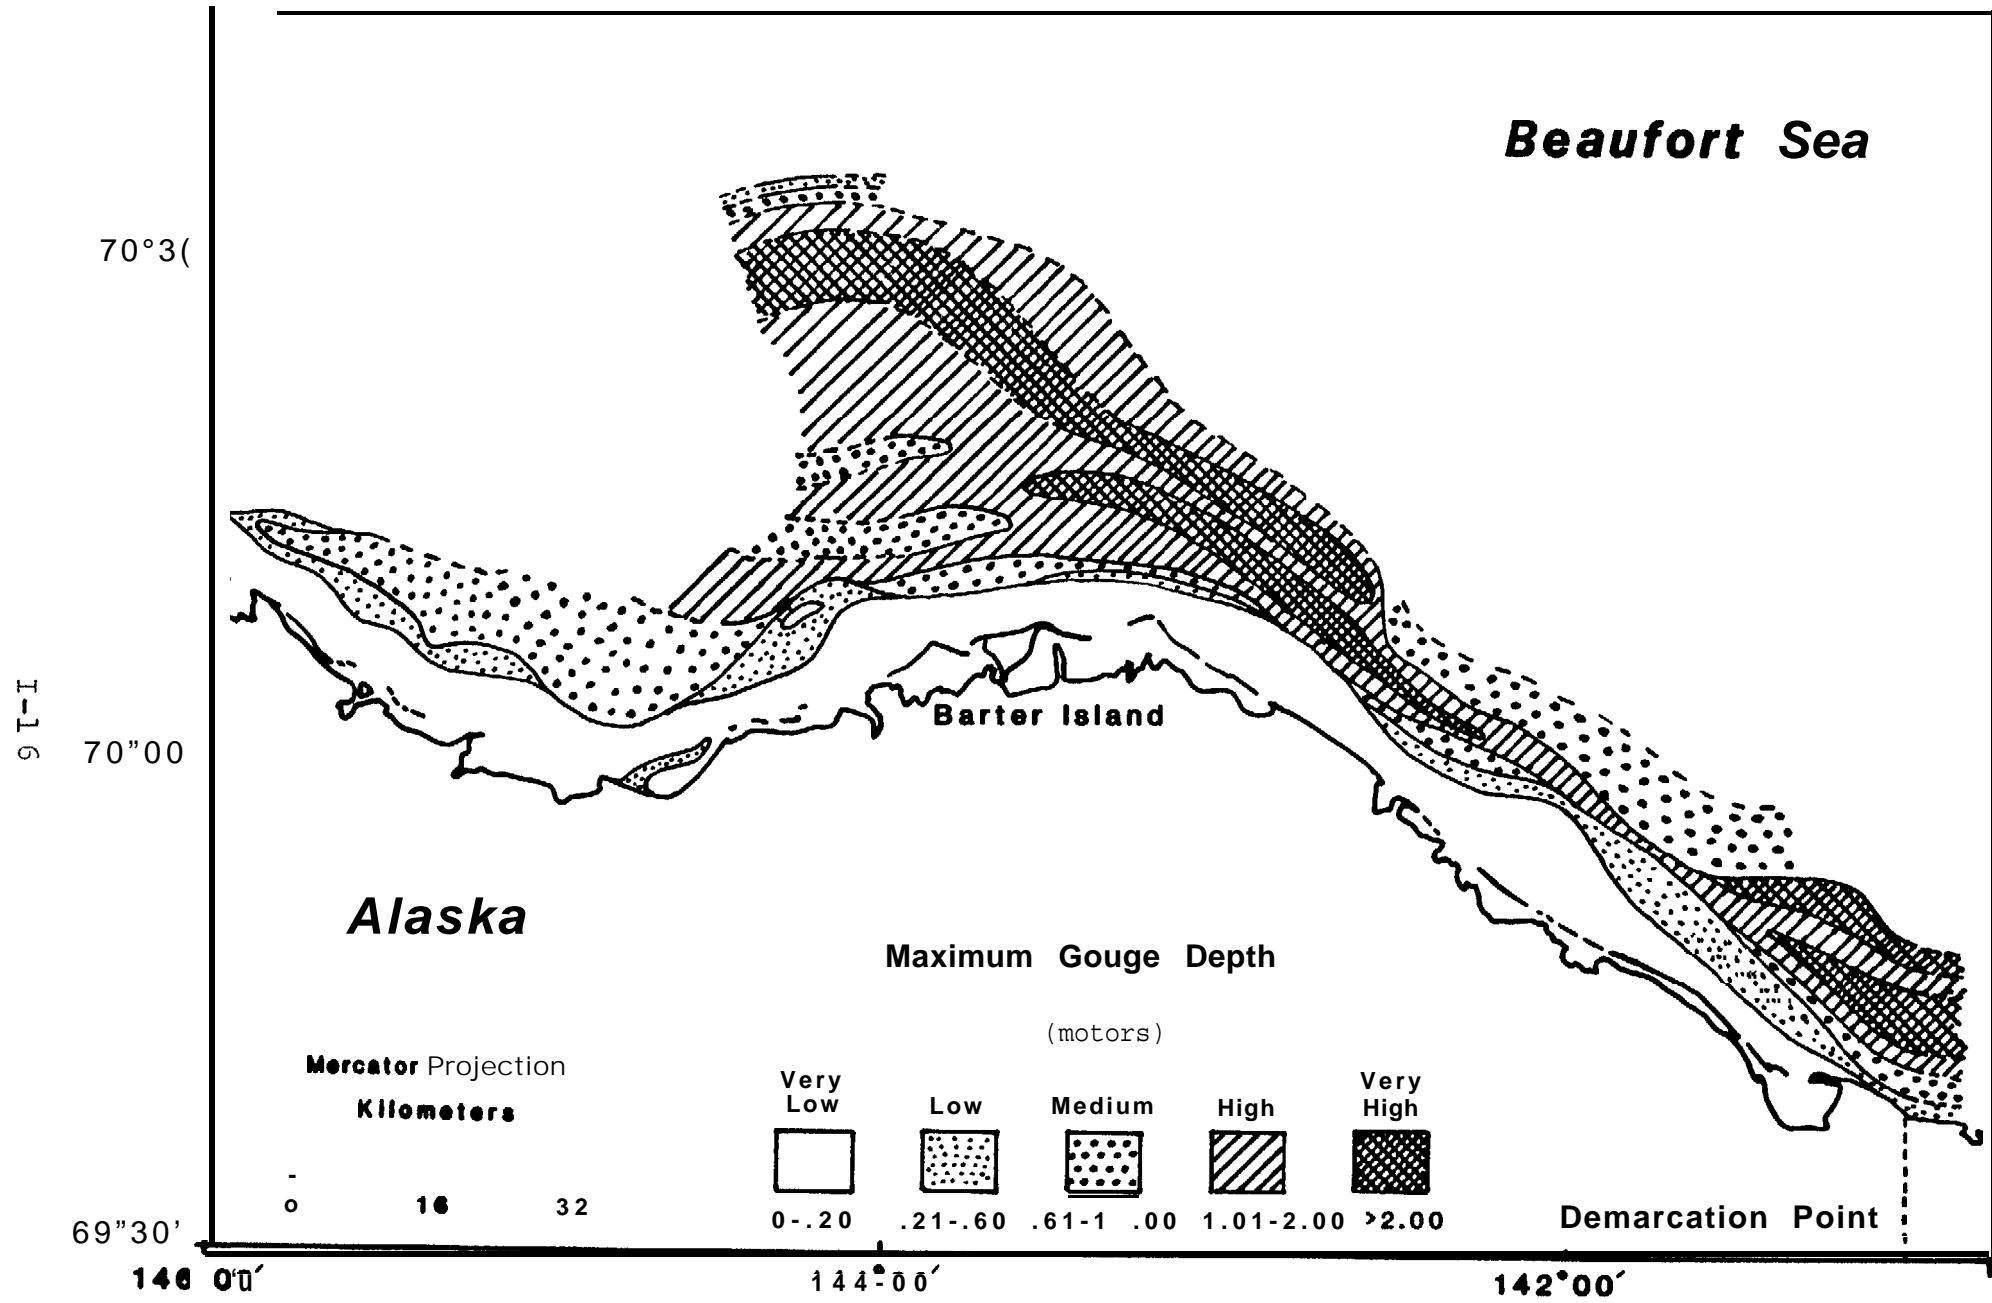 Beaufort Sea
70°3(
I-16
70"00
Barter Island
Alaska
Maximum Gouge Depth
(motors)
Mercator Projection
Kilometers
Very Low
Low
Medium
High
Very High
-
o 16 32
0-.20 .21-.60 .61-1 .00 1.01-2.00 >2.00
Demarcation Point
69"30'
144-00′
142°00′